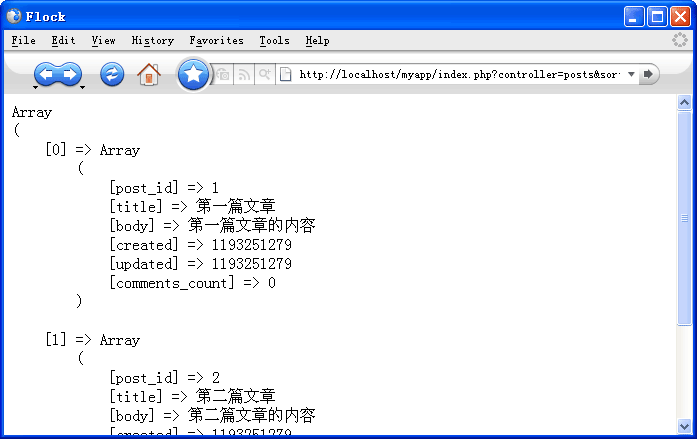 Flock
File Edit View History Favorites Tools Help
http://localhost/myapp/index.php?controller=posts&sor
Array
(
[0] => Array
(
[post_id] => 1
[title] => 第一篇文章
[body] => 第一篇文章的内容
[created] => 1193251279
[updated] => 1193251279
[comments_count] => 0
)
[1] => Array
(
[post_id] => 2
[title] => 第二篇文章
[body] => 第二篇文章的内容
[created] => 1193251279